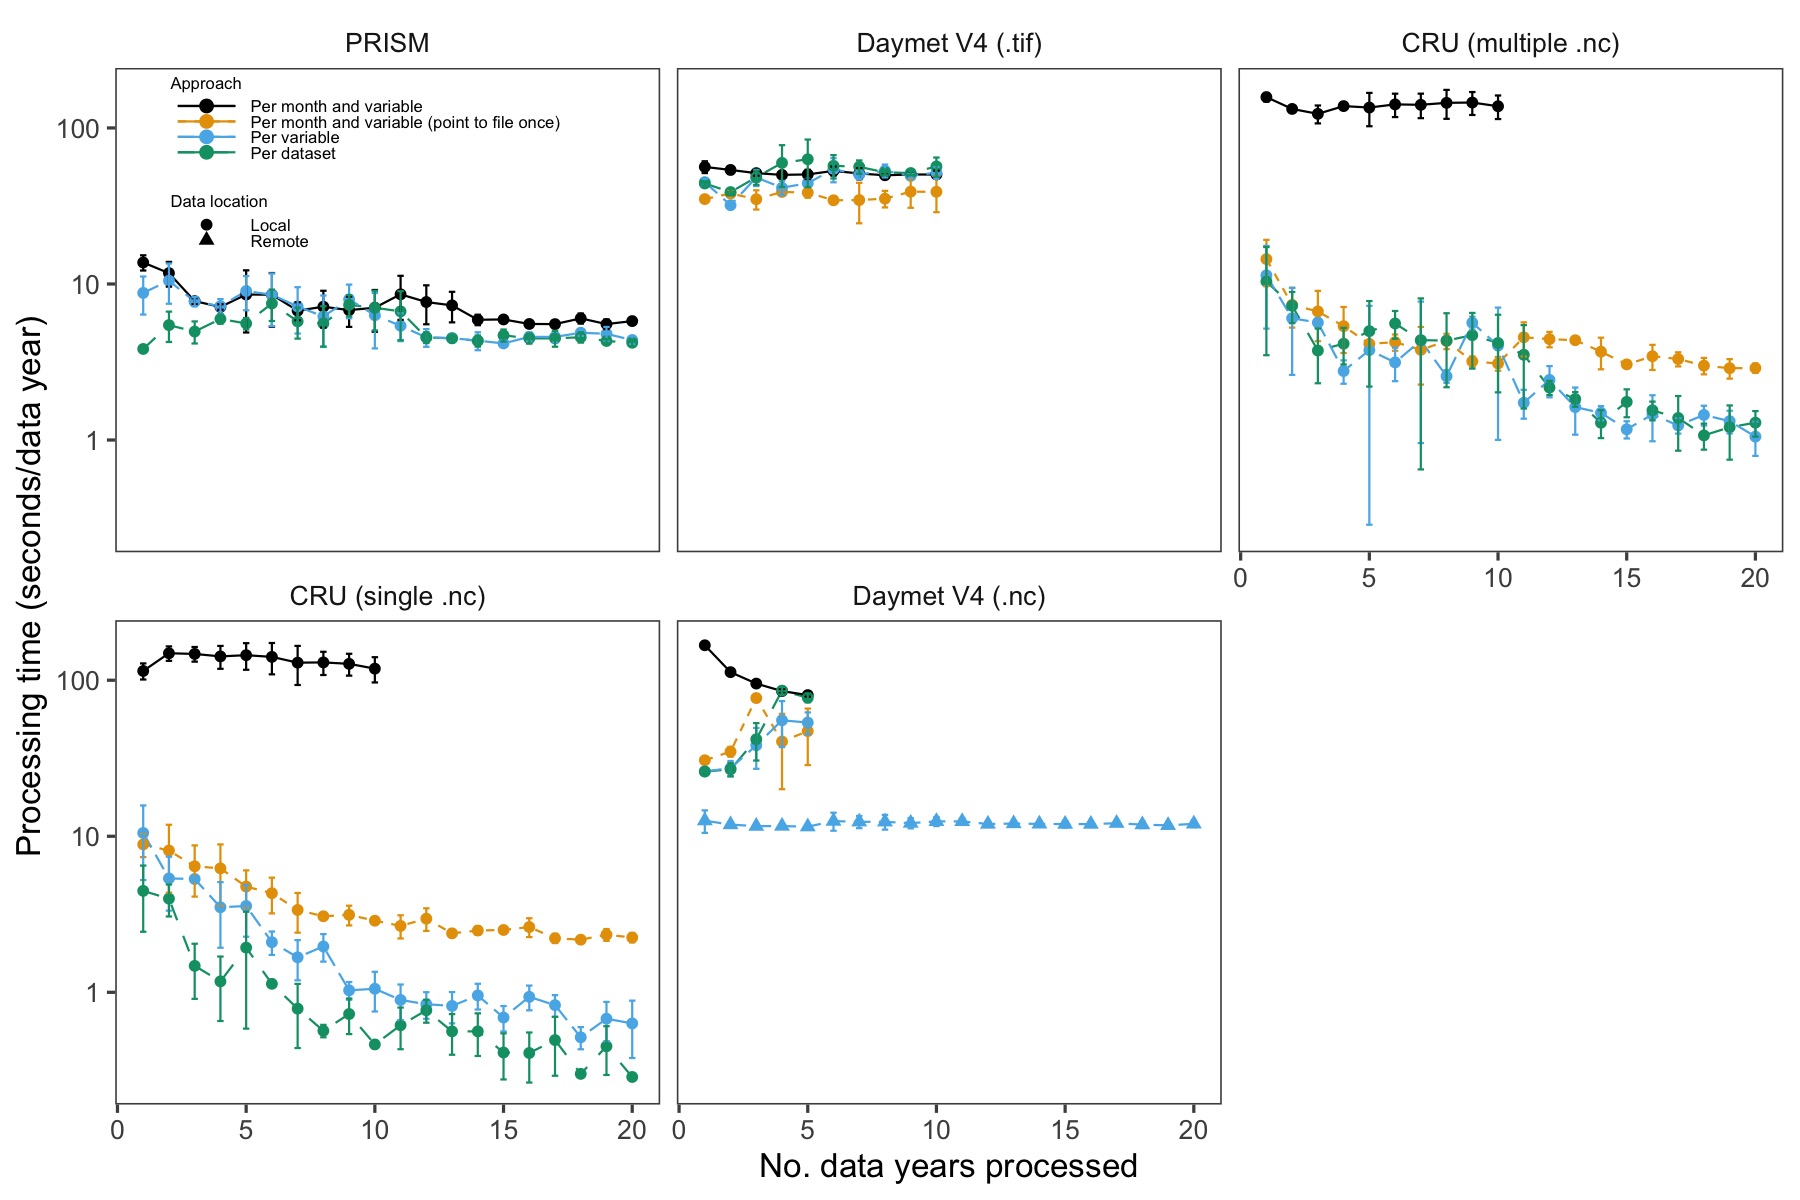 PRISM
Daymet V4 (.tif)
CRU (multiple .nc)
Approach
Per month and variable
Per month and variable (point to file once)
Per variable
Per dataset
Data location
Local
Remote
100
10
1
0 5 10 15 20
CRU (single .nc)
Daymet V4 (.nc)
100
10
1
0 5 10 15 20
0 5 10 15 20
Processing time (seconds/data year)
No. data years processed